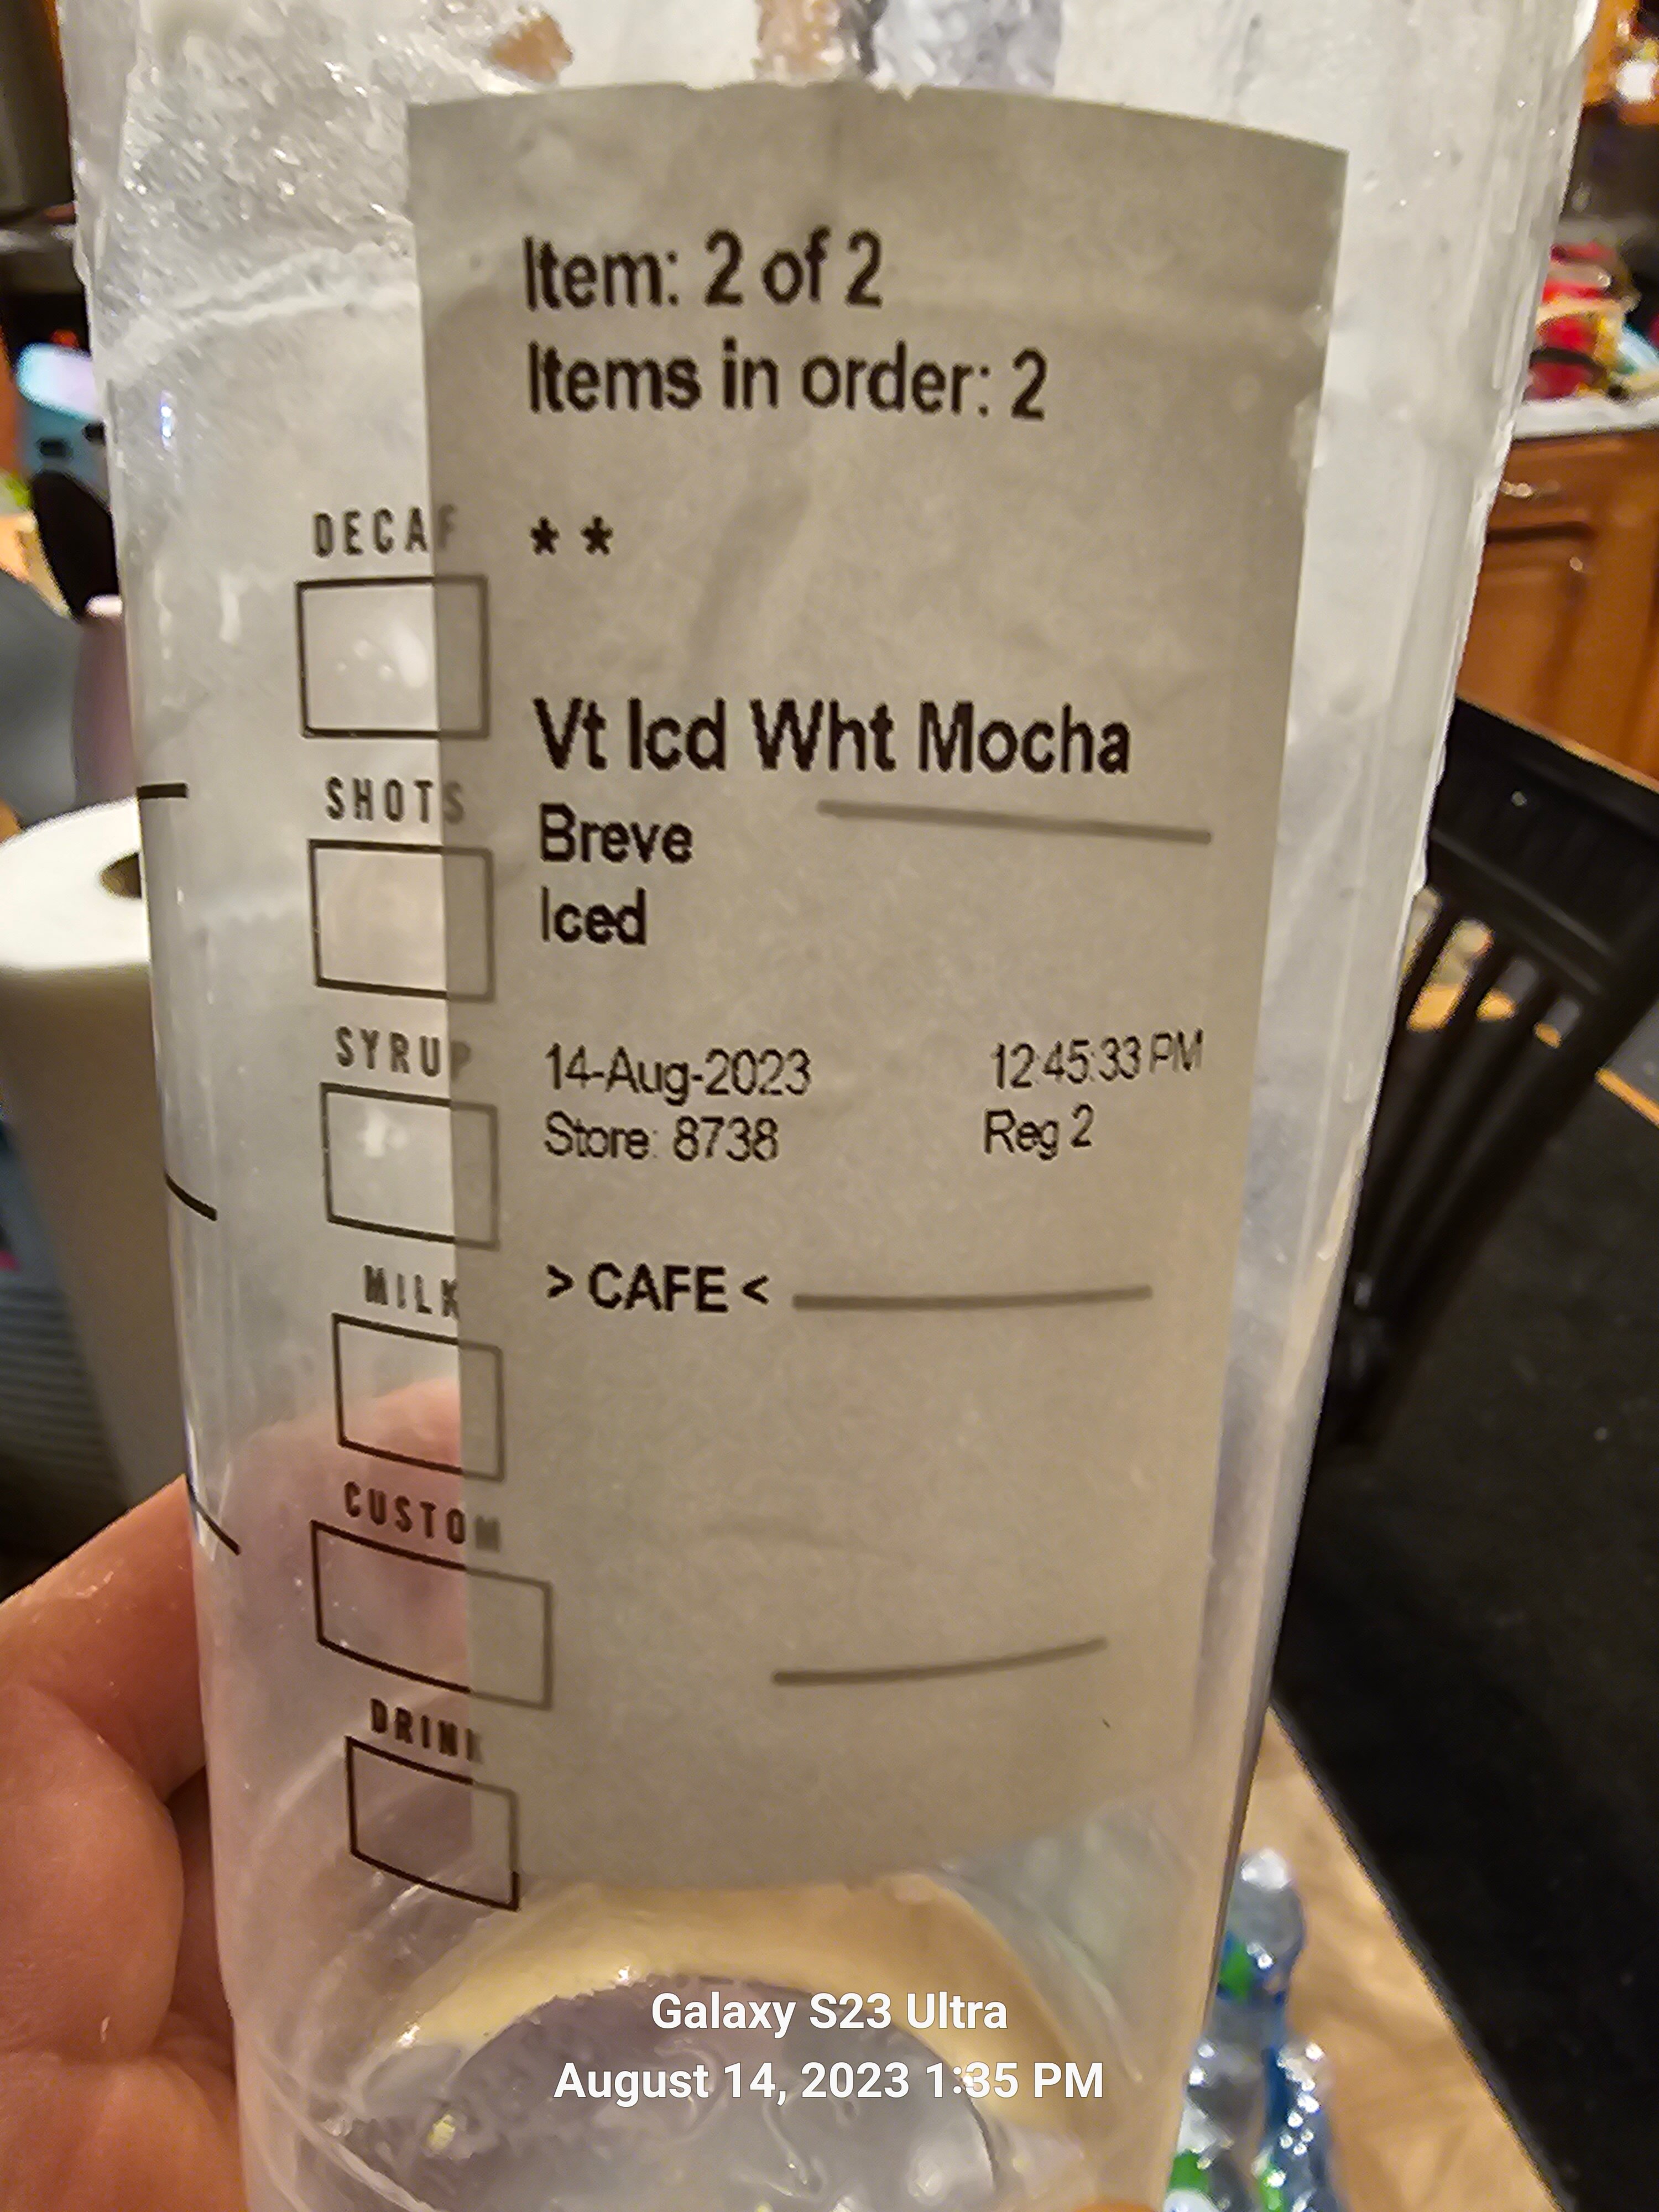 Item: 2 of 2
Items in order: 2
DECAF
* *
Vt Icd Wht Mocha
SHOTS
Breve
Iced
SYRUP
14-Aug-2023 12:45:33 PM
Store: 8738 Reg 2
MILK
> CAFE <
CUSTOM
DRINK
Galaxy S23 Ultra
August 14, 2023 1:35 PM